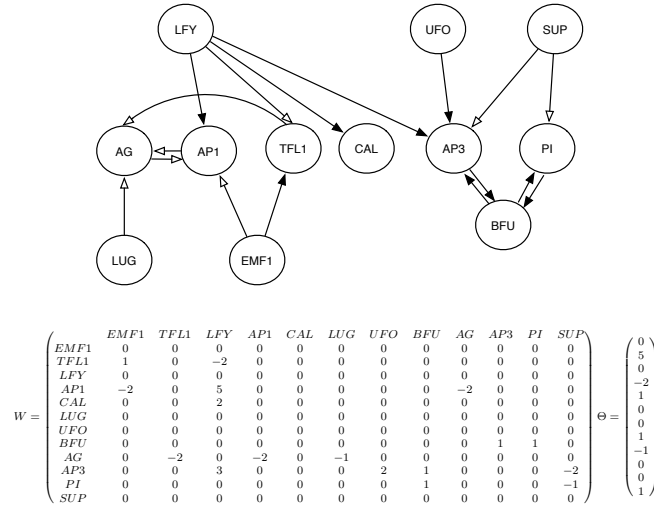 LFY UFO SUP
AG AP1 TFL1 CAL AP3 PI
BFU
LUG EMF1
EMF1 TFL1 LFY AP1 CAL LUG UFO BFU AG AP3 PI SUP
EMF1 0 0 0 0 0 0 0 0 0 0 0 0 0
TFL1 1 0 −2 0 0 0 0 0 0 0 0 0 5
LFY 0 0 0 0 0 0 0 0 0 0 0 0 0
AP1 −2 0 5 0 0 0 0 0 −2 0 0 0 −2
CAL 0 0 2 0 0 0 0 0 0 0 0 0 1
LUG 0 0 0 0 0 0 0 0 0 0 0 0 0
W = Θ =
UFO 0 0 0 0 0 0 0 0 0 0 0 0 0
BFU 0 0 0 0 0 0 0 0 0 1 1 0 1
AG 0 −2 0 −2 0 −1 0 0 0 0 0 0 −1
AP3 0 0 3 0 0 0 2 1 0 0 0 −2 0
PI 0 0 0 0 0 0 0 1 0 0 0 −1 0
SUP 0 0 0 0 0 0 0 0 0 0 0 0 1